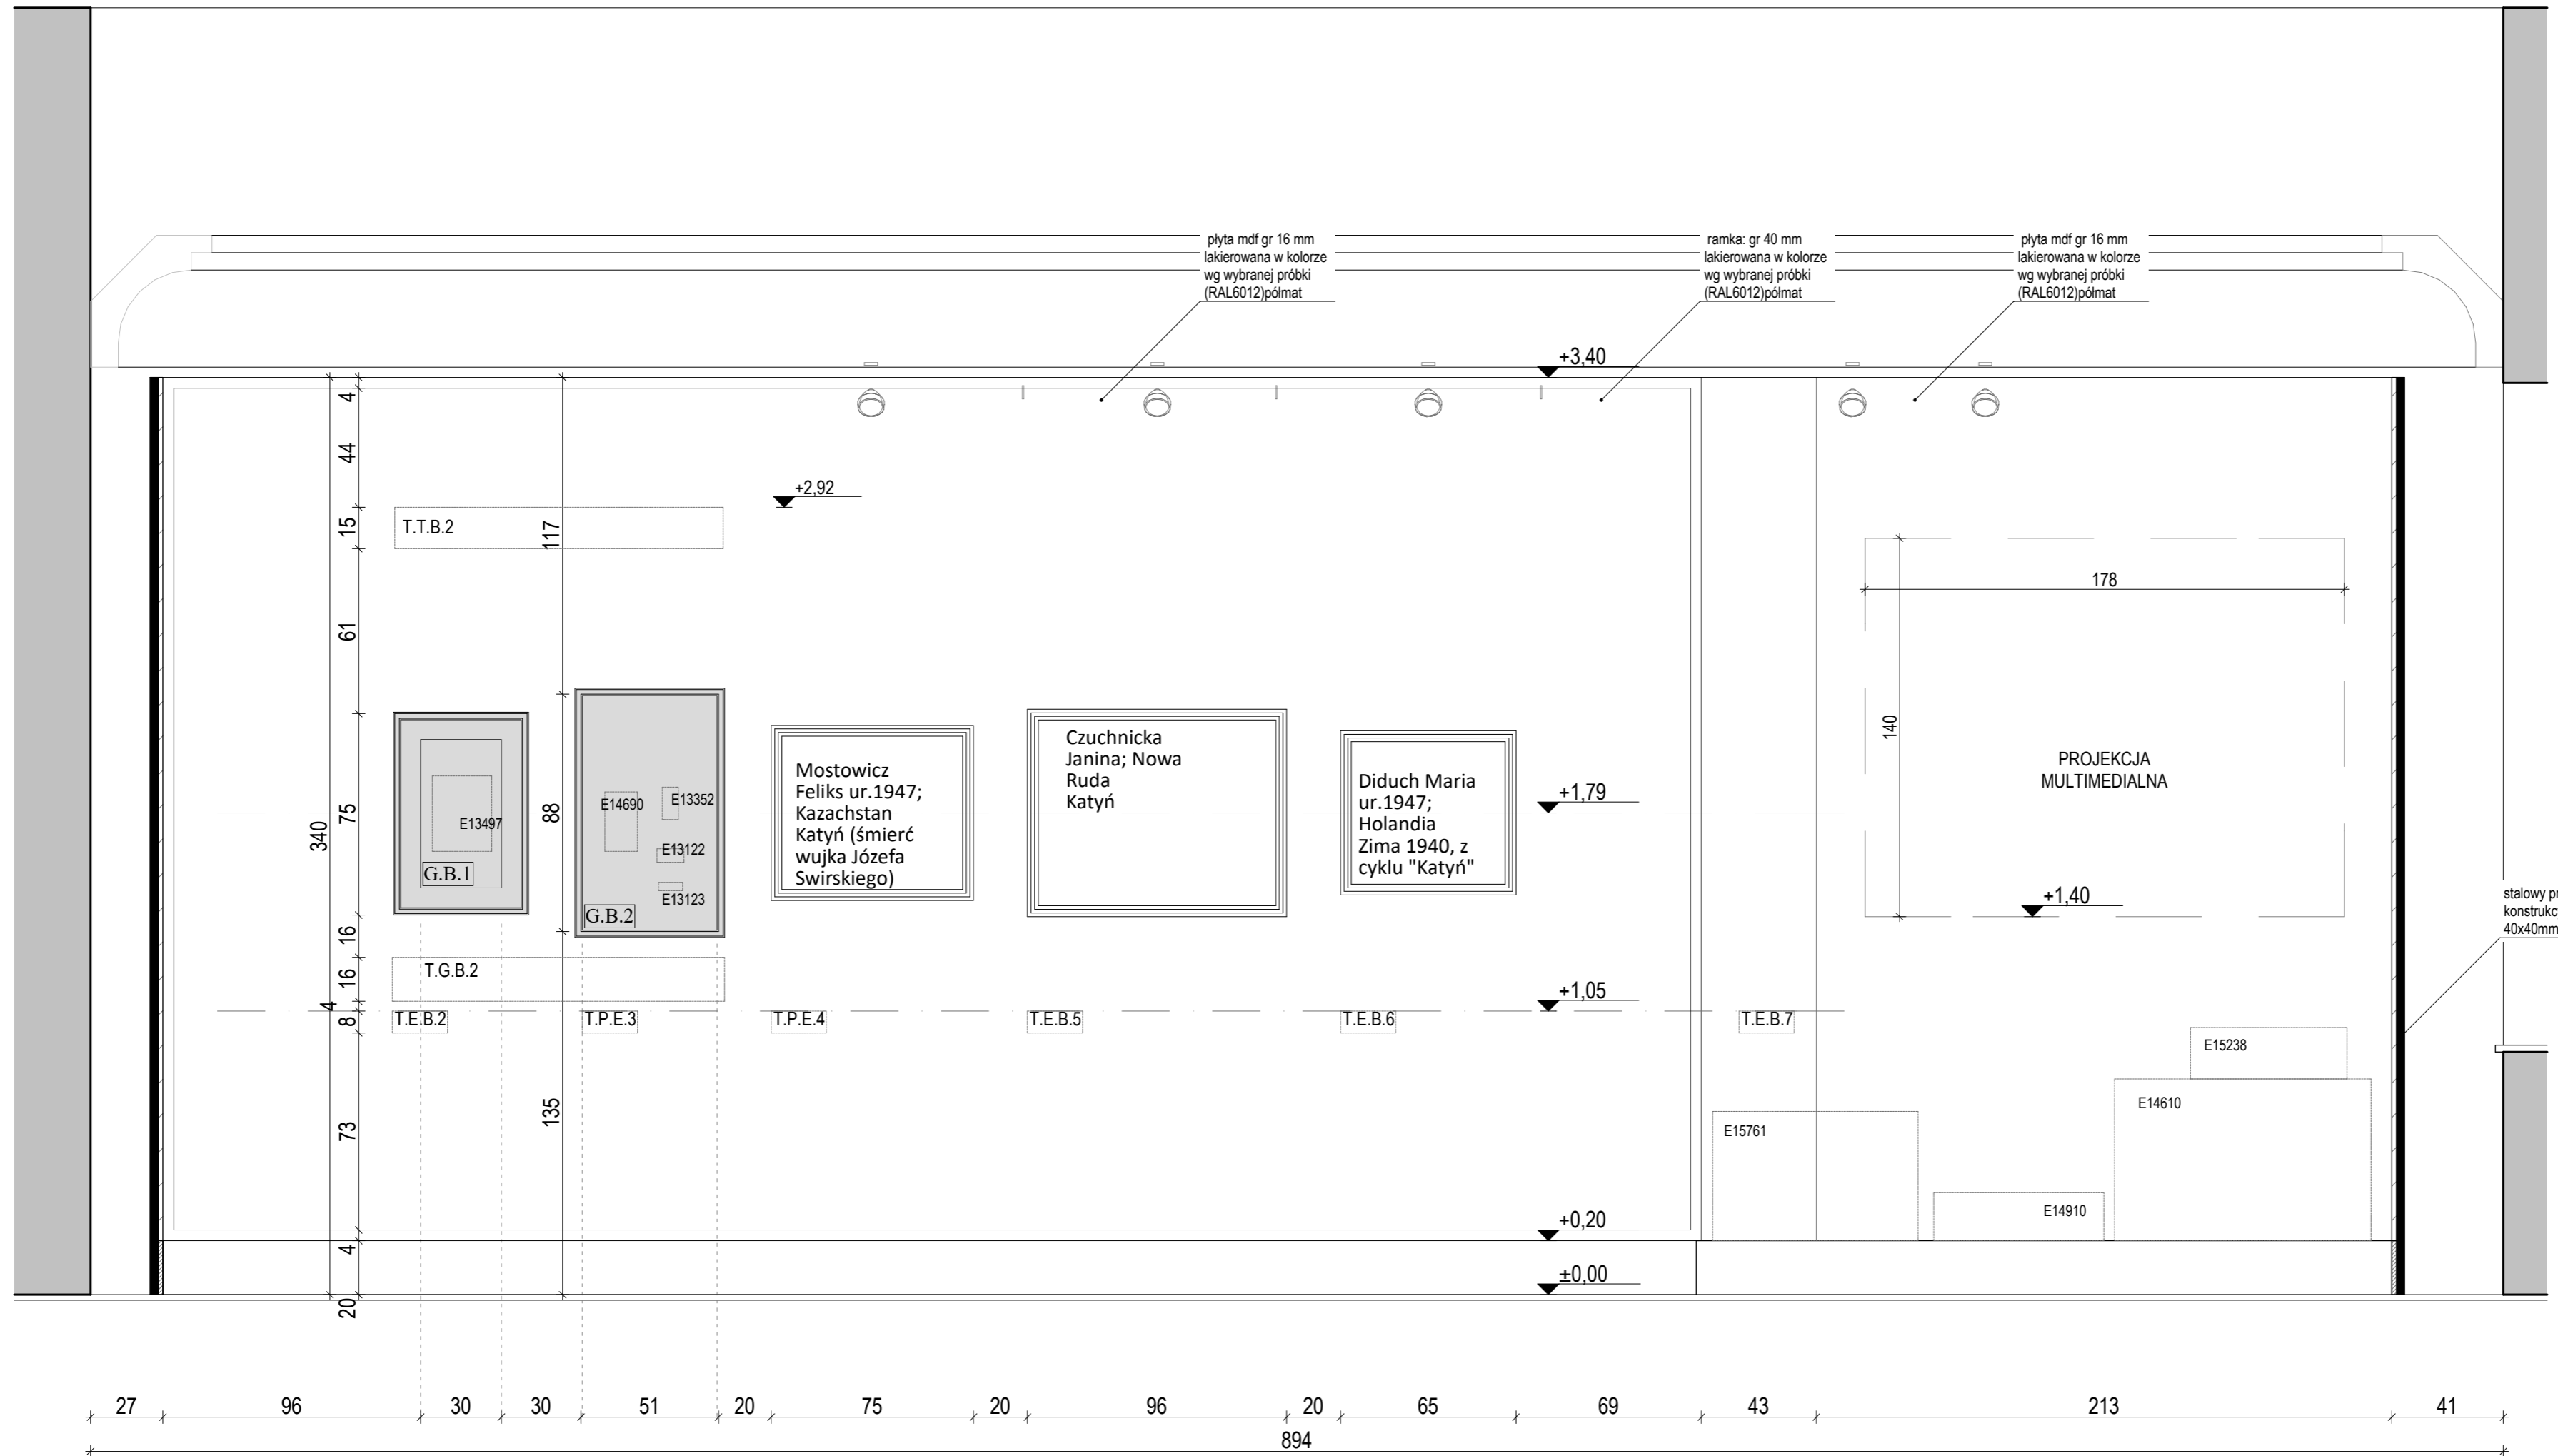 płyta mdf gr 16 mm
lakierowana w kolorze
wg wybranej próbki
(RAL6012)półmat
ramka: gr 40 mm
lakierowana w kolorze
wg wybranej próbki
(RAL6012)półmat
płyta mdf gr 16 mm
lakierowana w kolorze
wg wybranej próbki
(RAL6012)półmat
+3,40
4
44
15
61
75
16
16
4
8
73
4
20
340
117
88
135
+2,92
T.T.B.2
178
140
PROJEKCJA
MULTIMEDIALNA
+1,40
E13497
G.B.1
E14690
E13352
E13122
E13123
G.B.2
Mostowicz
Feliks ur.1947;
Kazachstan
Katyń (śmierć
wujka Józefa
Swirskiego)
Czuchnicka
Janina; Nowa
Ruda
Katyń
Diduch Maria
ur.1947;
Holandia
Zima 1940, z
cyklu "Katyń"
+1,79
stalowy pr
konstrukc
40x40mm
T.G.B.2
+1,05
T.E.B.2
T.P.E.3
T.P.E.4
T.E.B.5
T.E.B.6
T.E.B.7
E15238
E14610
E15761
E14910
+0,20
±0,00
27 96 30 30 51 20 75 20 96 20 65 69 43 213 41
894